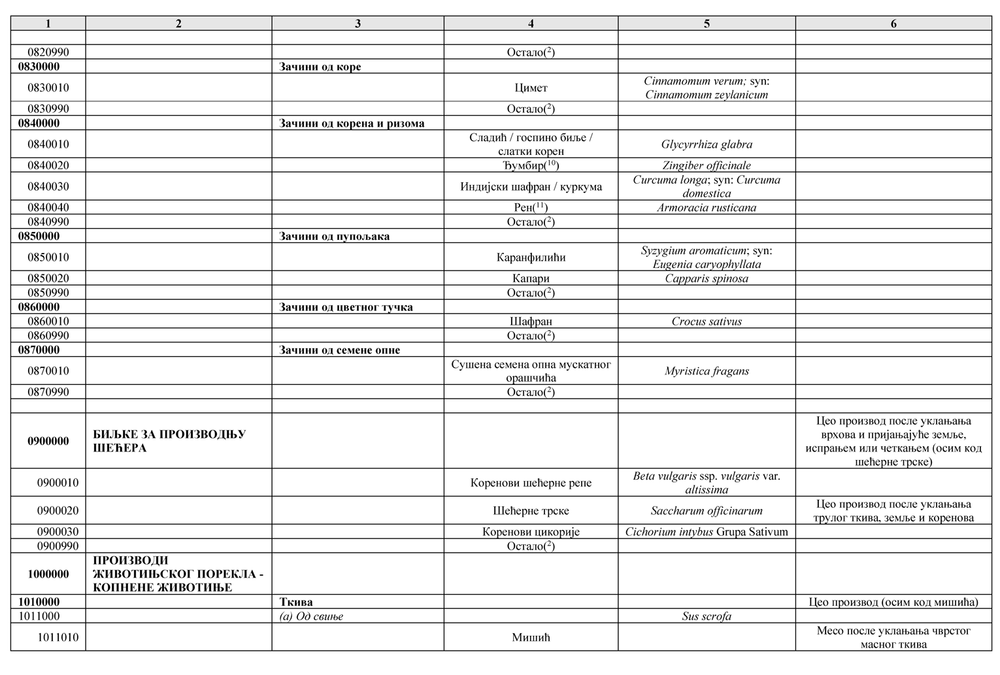 1 2 3 4 5 6
0820990 Остало(²)
0830000 Зачини од коре
0830010 Цимет Cinnamomum verum; syn:
Cinnamomum zeylanicum
0830990 Остало(²)
0840000 Зачини од корена и ризома
0840010 Сладић / госпино биље /
слатки корен Glycyrrhiza glabra
0840020 Ђумбир(¹⁰) Zingiber officinale
0840030 Индијски шафран / куркума Curcuma longa; syn: Curcuma
domestica
0840040 Рен(¹¹) Armoracia rusticana
0840990 Остало(²)
0850000 Зачини од пупољака
0850010 Каранфилићи Syzygium aromaticum; syn:
Eugenia caryophyllata
0850020 Капари Capparis spinosa
0850990 Остало(²)
0860000 Зачини од цветног тучка
0860010 Шафран Crocus sativus
0860990 Остало(²)
0870000 Зачини од семене опне
0870010 Сушена семена опна мускатног
орашчића Myristica fragans
0870990 Остало(²)
0900000 БИЉКЕ ЗА ПРОИЗВОДЊУ
ШЕЋЕРА
Цео производ после уклањања
врхова и пријањајуће земље,
испрањем или четкањем (осим код
шећерне трске)
0900010 Коренови шећерне репе Beta vulgaris ssp. vulgaris var.
altissima
0900020 Шећерне трске Saccharum officinarum Цео производ после уклањања
трулог ткива, земље и коренова
0900030 Коренови цикорије Cichorium intybus Grupa Sativum
0900990 Остало(²)
1000000 ПРОИЗВОДИ
ЖИВОТИЊСКОГ ПОРЕКЛА -
КОПНЕНЕ ЖИВОТИЊЕ
1010000 Ткива Цео производ (осим код мишића)
1011000 (а) Од свиње Sus scrofa
1011010 Мишић Месо после уклањања чврстог
масног ткива